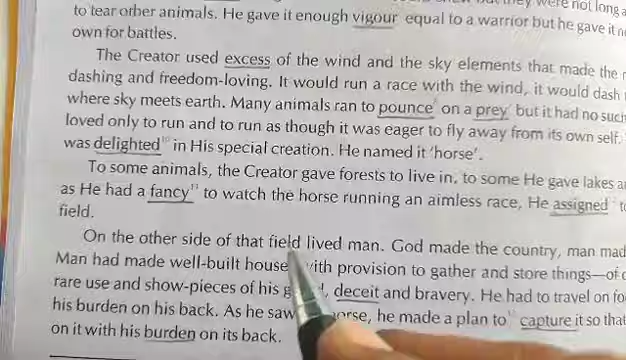 to tear other animals. He gave it enough vigour equal to a warrior but he gave it
own for battles.
The Creator used excess of the wind and the sky elements that made the
dashing and freedom-loving. It would run a race with the wind, it would dash
where sky meets earth. Many animals ran to pounce on a prey but it had no such
loved only to run and to run as though it was eager to fly away from its own self.
was delighted¹⁰ in His special creation. He named it 'horse'.
To some animals, the Creator gave forests to live in, to some He gave lakes
as He had a fancy¹¹ to watch the horse running an aimless race, He assigned
field.
On the other side of that field lived man. God made the country, man
Man had made well-built house with provision to gather and store things—of
rare use and show-pieces of his deceit and bravery. He had to travel on
his burden on his back. As he saw horse, he made a plan to capture it so that
on it with his burden on its back.